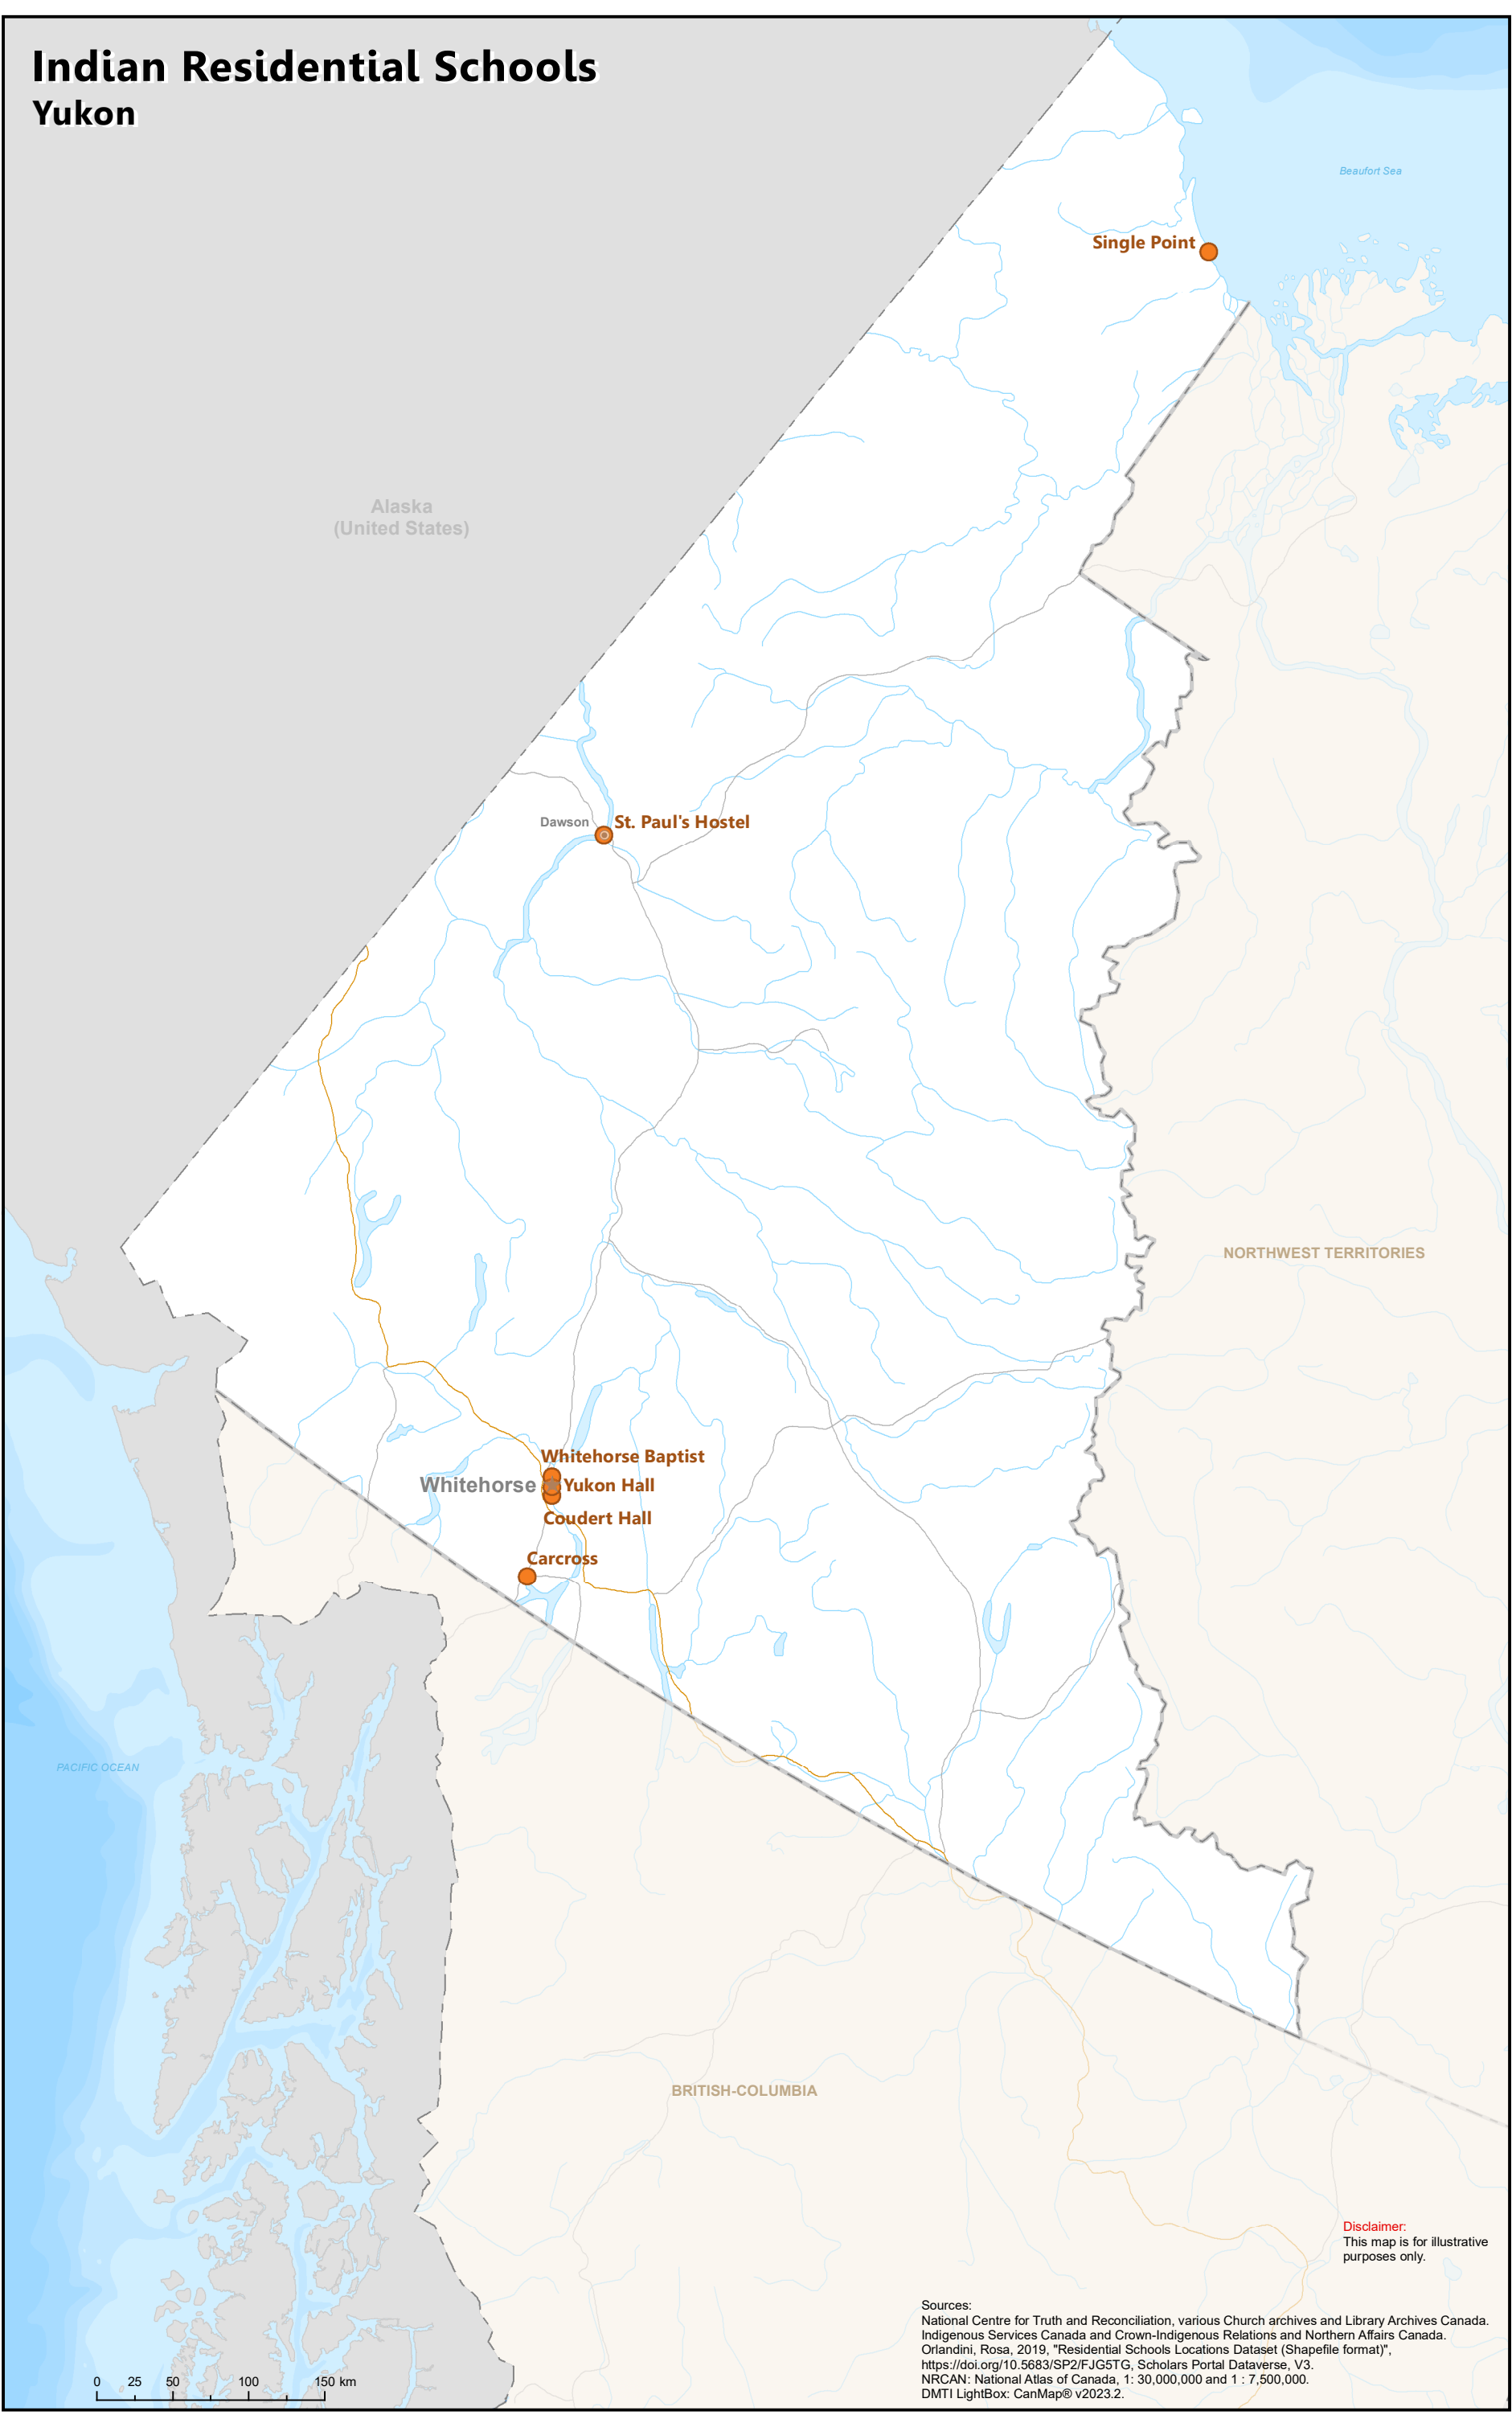 Indian Residential Schools
Yukon
Beaufort Sea
Single Point
Alaska
(United States)
Dawson
St. Paul's Hostel
NORTHWEST TERRITORIES
Whitehorse Baptist
Whitehorse
Yukon Hall
Coudert Hall
Carcross
PACIFIC OCEAN
BRITISH-COLUMBIA
Disclaimer:
This map is for illustrative
purposes only.
Sources:
National Centre for Truth and Reconciliation, various Church archives and Library Archives Canada.
Indigenous Services Canada and Crown-Indigenous Relations and Northern Affairs Canada.
Orlandini, Rosa, 2019, "Residential Schools Locations Dataset (Shapefile format)",
https://doi.org/10.5683/SP2/FJG5TG, Scholars Portal Dataverse, V3.
NRCAN: National Atlas of Canada, 1: 30,000,000 and 1 : 7,500,000.
DMTI LightBox: CanMap® v2023.2.
0 25 50 100 150 km